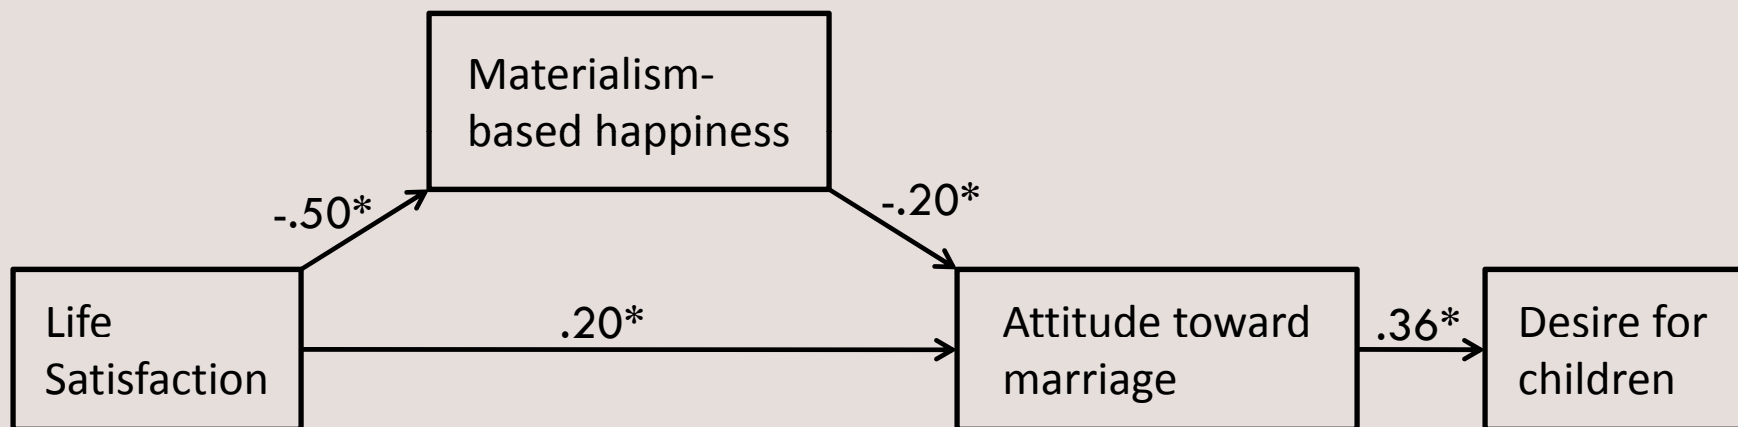 Materialism-
based happiness
-.50*
-.20*
Life
Satisfaction
.20*
Attitude toward
marriage
.36*
Desire for
children